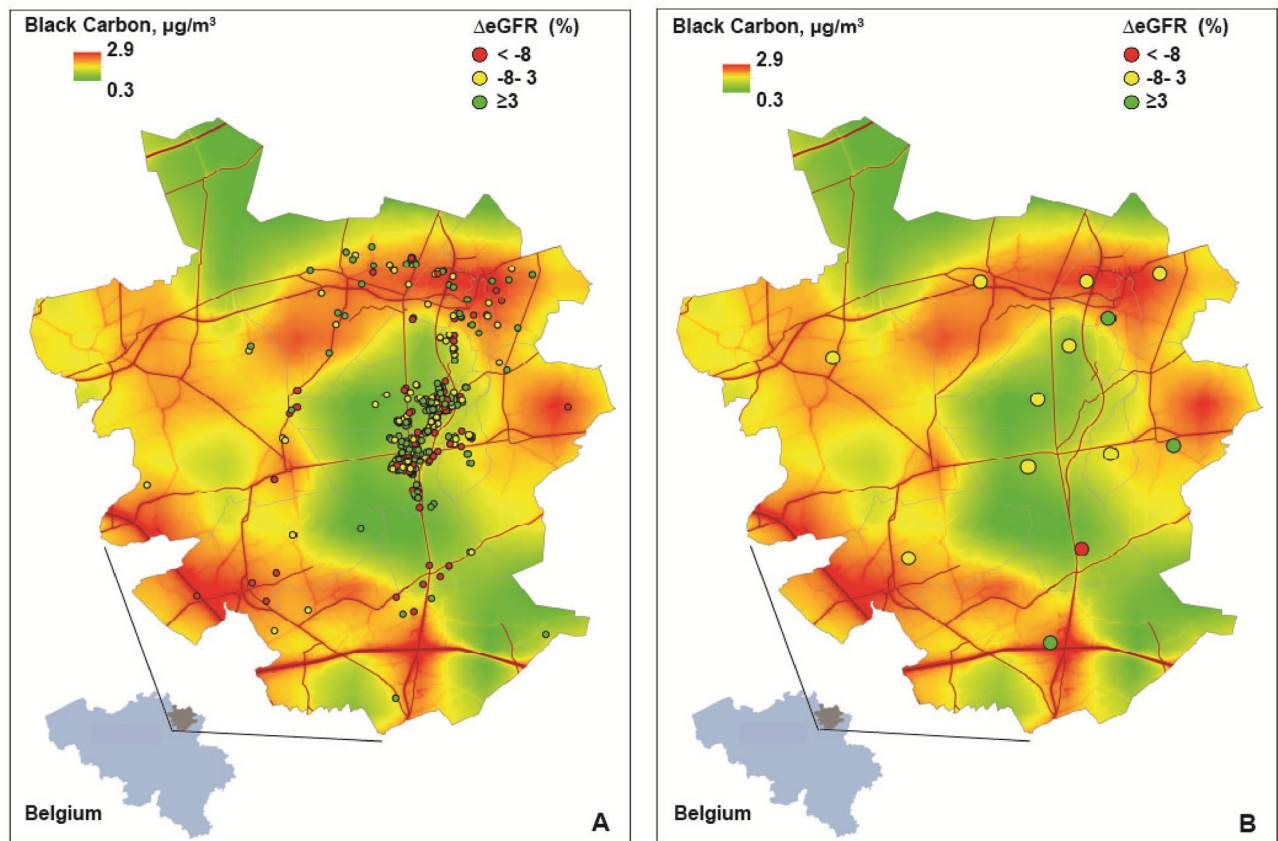 Black Carbon, µg/m³
2.9
0.3
ΔeGFR (%)
< -8
-8- 3
≥3
Belgium
A
Black Carbon, µg/m³
2.9
0.3
ΔeGFR (%)
< -8
-8- 3
≥3
Belgium
B